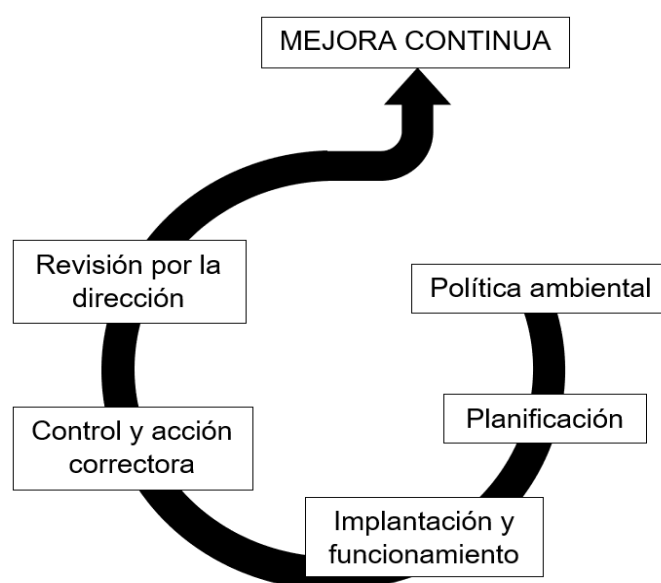 MEJORA CONTINUA
Revisión por la
dirección
Política ambiental
Planificación
Control y acción
correctora
Implantación y
funcionamiento